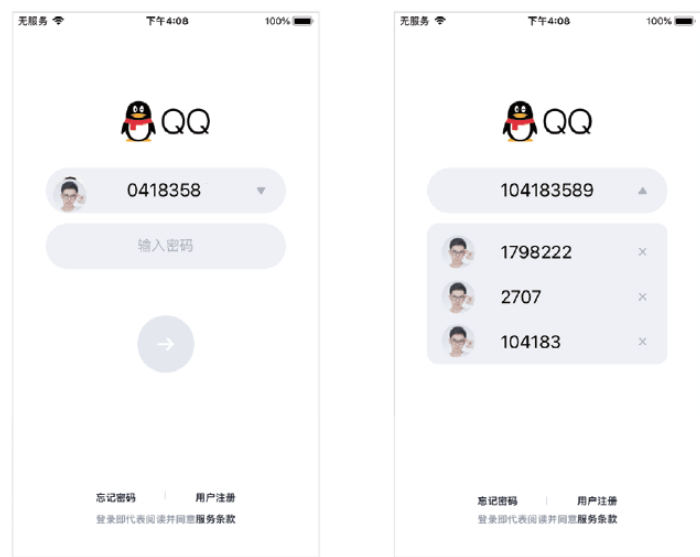 无服务 下午4:08 100%
QQ
0418358
输入密码
忘记密码 用户注册
登录即代表阅读并同意服务条款
无服务 下午4:08 100%
QQ
104183589
1798222
2707
104183
忘记密码 用户注册
登录即代表阅读并同意服务条款